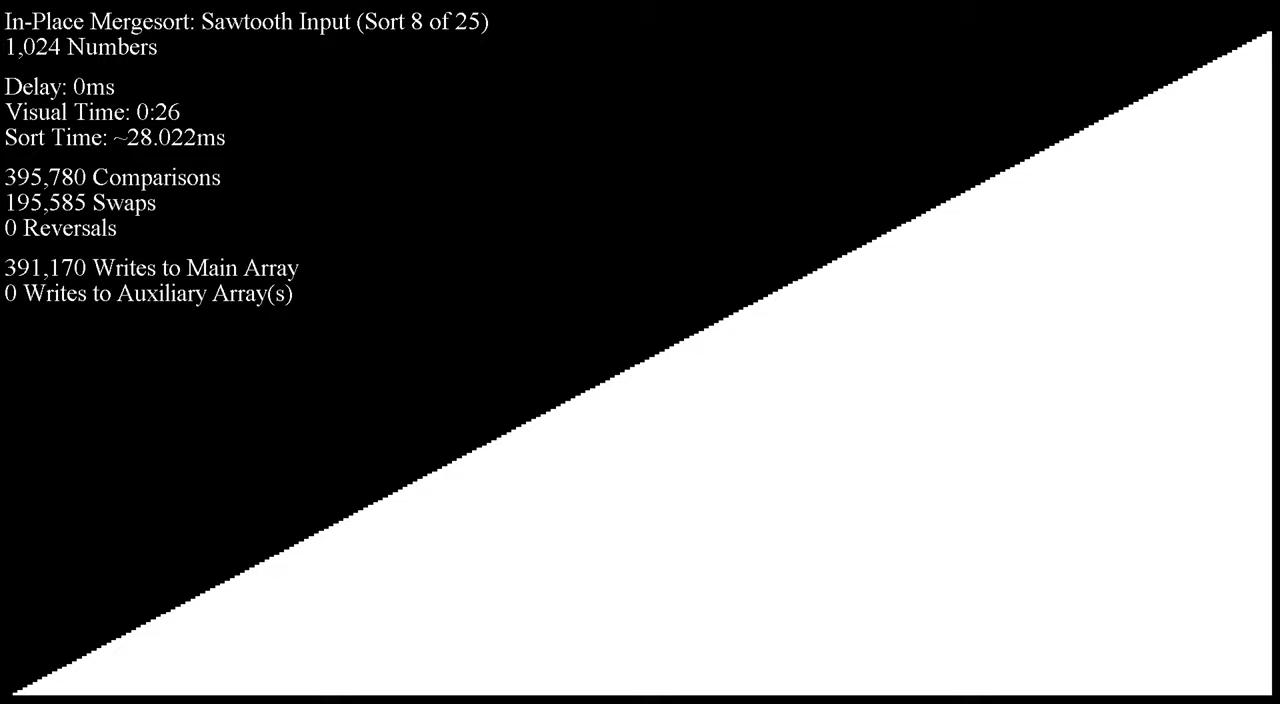 In-Place Mergesort: Sawtooth Input (Sort 8 of 25)
1,024 Numbers
Delay: 0ms
Visual Time: 0:26
Sort Time: ~28.022ms
395,780 Comparisons
195,585 Swaps
0 Reversals
391,170 Writes to Main Array
0 Writes to Auxiliary Array(s)